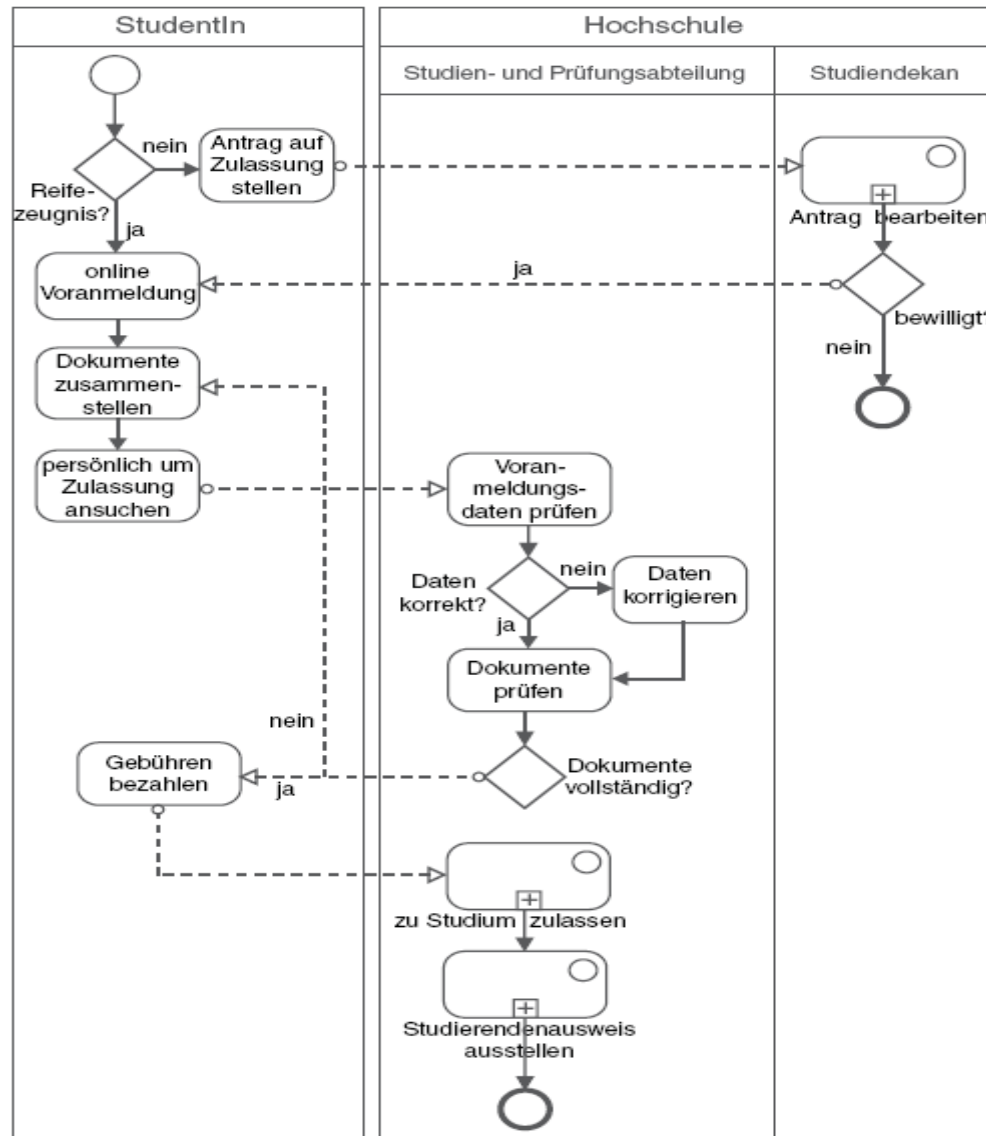 StudentIn
Hochschule
Studien- und Prüfungsabteilung
Studiendekan
nein
Antrag auf
Zulassung
stellen
Reife-
zeugnis?
ja
Antrag bearbeiten
online
Voranmeldung
ja
bewilligt?
nein
Dokumente
zusammen-
stellen
persönlich um
Zulassung
ansuchen
Voran-
meldungs-
daten prüfen
Daten
korrekt?
nein
Daten
korrigieren
ja
Dokumente
prüfen
nein
Gebühren
bezahlen
ja
Dokumente
vollständig?
zu Studium zulassen
Studierendenausweis
ausstellen